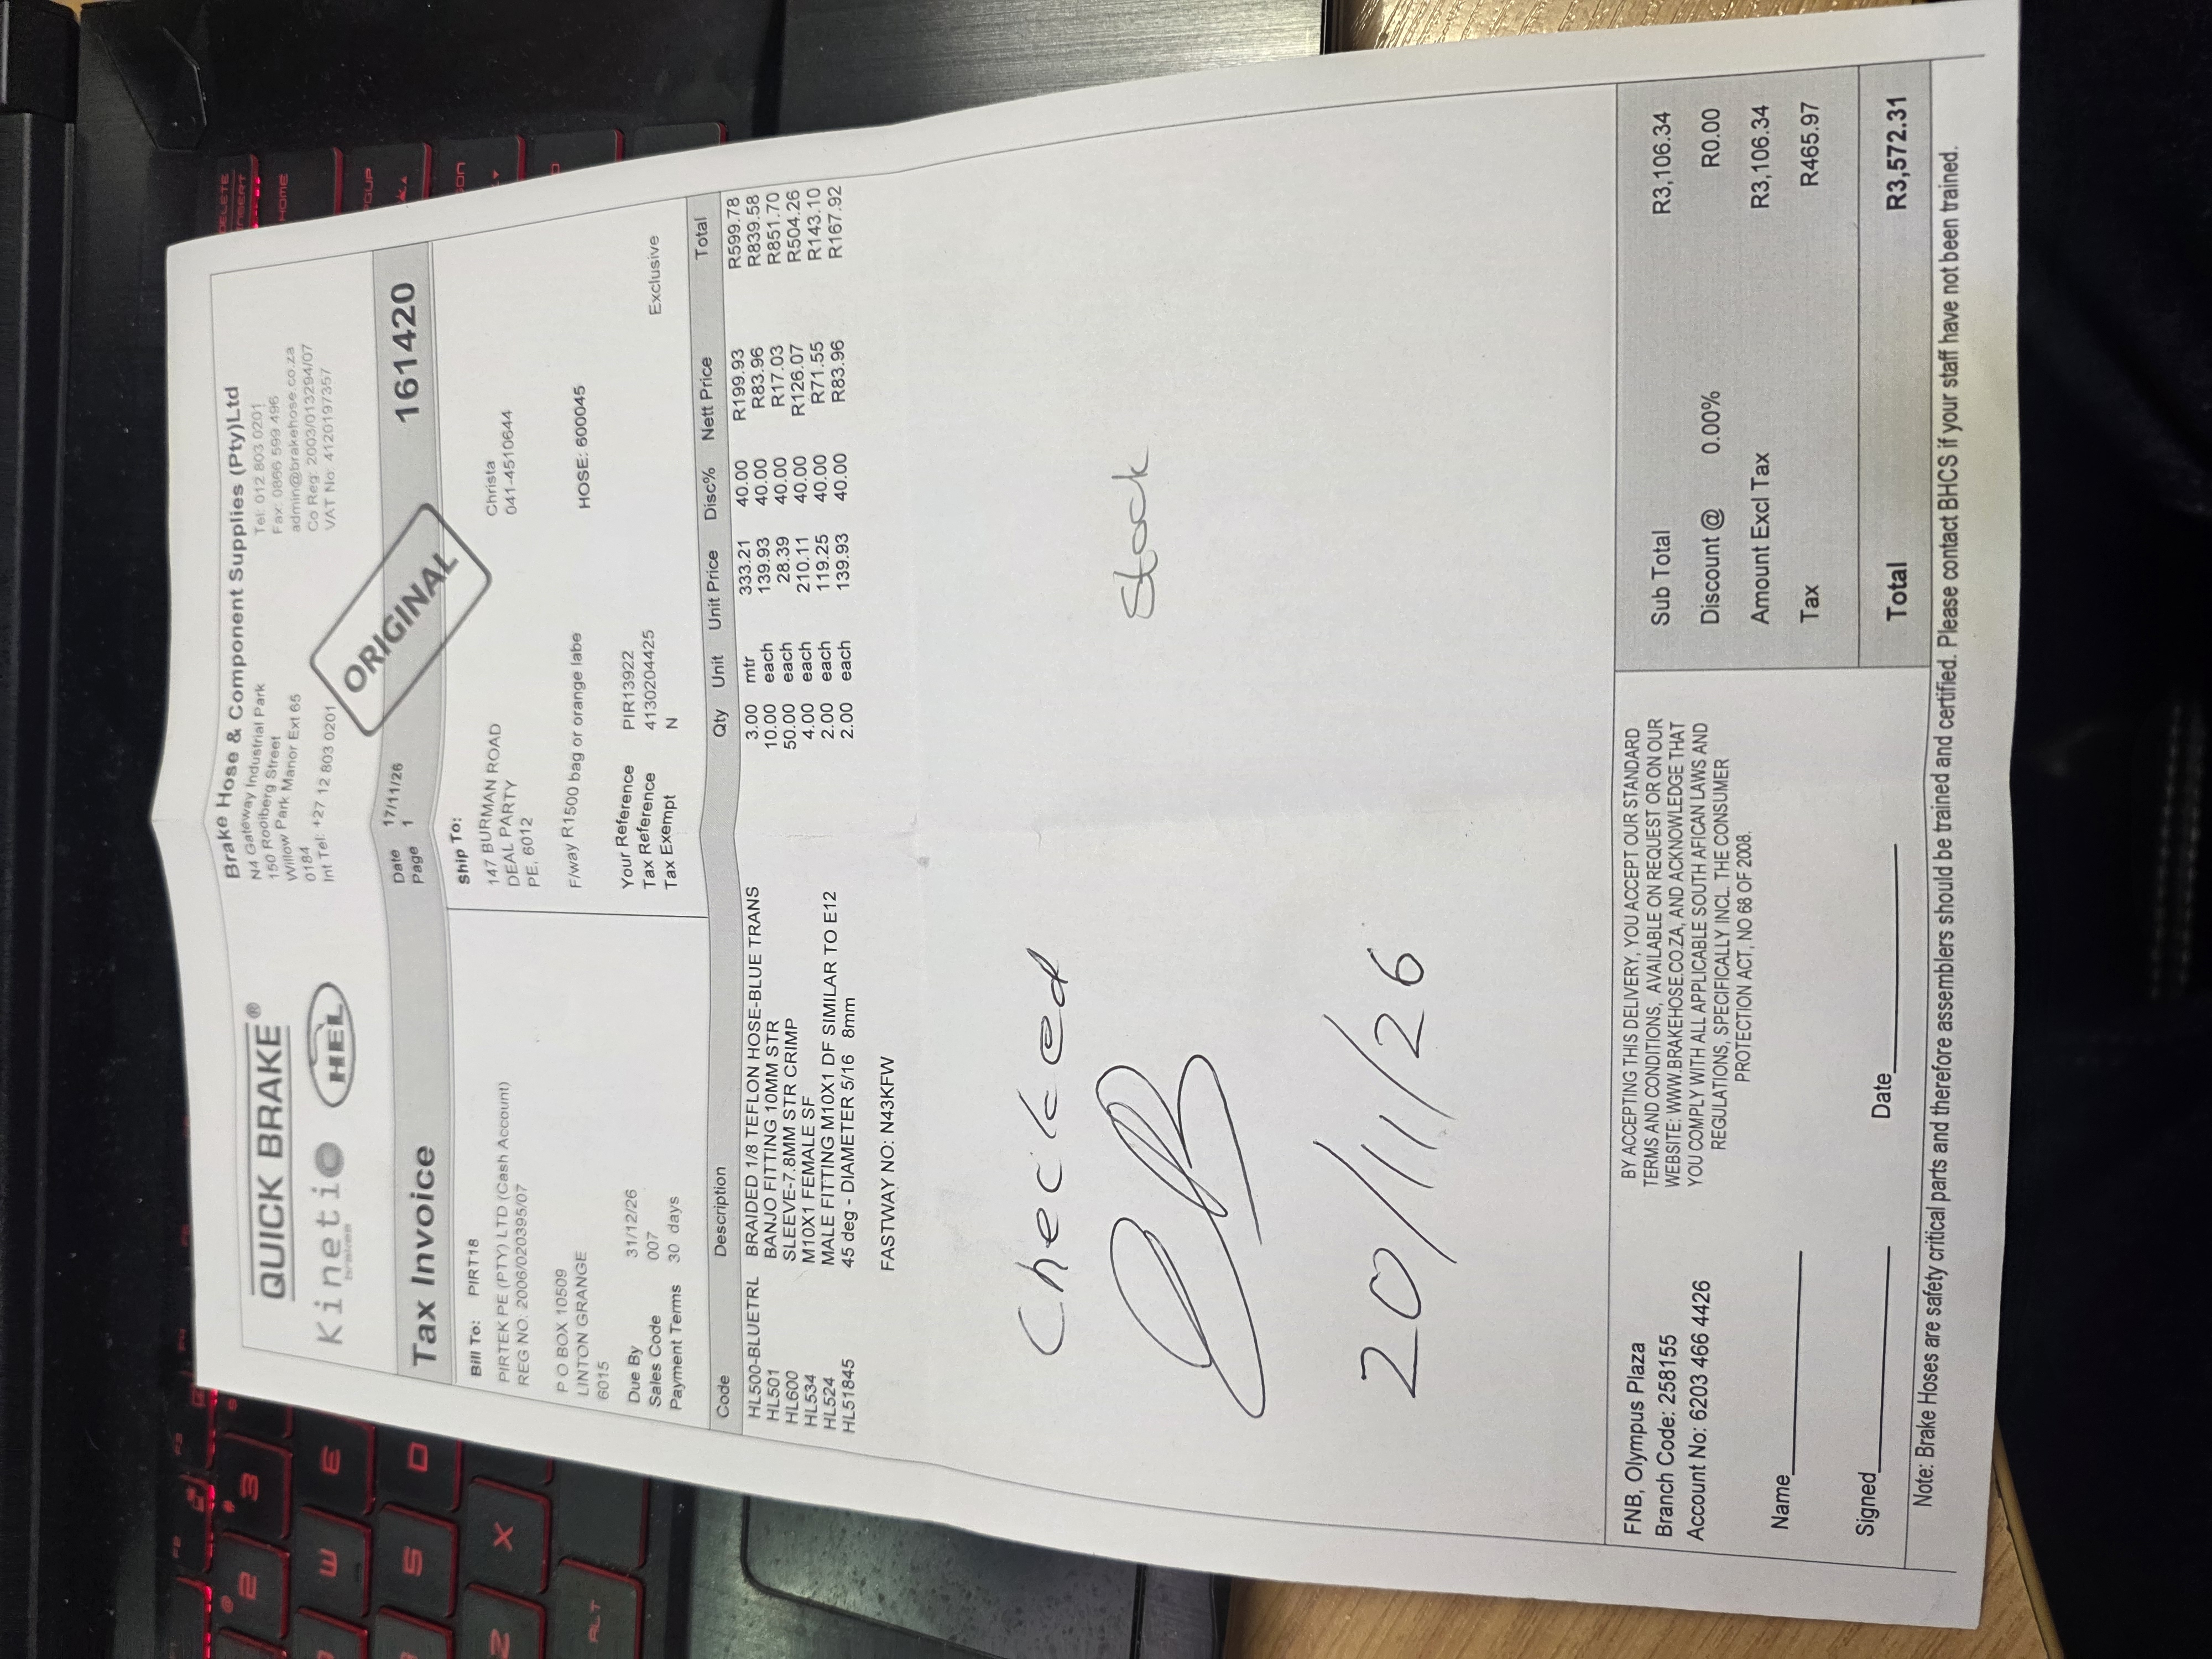 QUICK BRAKE®
Kinetic
brakes
HEL
Brake Hose & Component Supplies (Pty)Ltd
N4 Gateway Industrial Park
150 Rooiberg Street
Willow Park Manor Ext 65
0184
Int Tel: +27 12 803 0201
Tel: 012 803 0201
Fax: 0866 599 496
admin@brakehose.co.za
Co Reg: 2003/013294/07
VAT No: 4120197357
ORIGINAL
Tax Invoice
Date 17/11/26
Page 1
161420
Bill To: PIRT18
PIRTEK PE (PTY) LTD (Cash Account)
REG NO: 2006/020395/07
P O BOX 10509
LINTON GRANGE
6015
Due By 31/12/26
Sales Code 007
Payment Terms 30 days
Ship To:
147 BURMAN ROAD
DEAL PARTY
PE, 6012
Christa
041-4510644
F/way R1500 bag or orange labe
HOSE: 600045
Your Reference PIR13922
Tax Reference 4130204425
Tax Exempt N
Exclusive
Code Description Qty Unit Unit Price Disc% Nett Price Total
HL500-BLUETRL BRAIDED 1/8 TEFLON HOSE-BLUE TRANS 3.00 mtr 333.21 40.00 R199.93 R599.78
HL501 BANJO FITTING 10MM STR 10.00 each 139.93 40.00 R83.96 R839.58
HL600 SLEEVE-7.8MM STR CRIMP 50.00 each 28.39 40.00 R17.03 R851.70
HL534 M10X1 FEMALE SF 4.00 each 210.11 40.00 R126.07 R504.26
HL524 MALE FITTING M10X1 DF SIMILAR TO E12 2.00 each 119.25 40.00 R71.55 R143.10
HL51845 45 deg - DIAMETER 5/16 8mm 2.00 each 139.93 40.00 R83.96 R167.92
FASTWAY NO: N43KFW
Checked
Stock
20/11/26
FNB, Olympus Plaza
Branch Code: 258155
Account No: 6203 466 4426
BY ACCEPTING THIS DELIVERY, YOU ACCEPT OUR STANDARD
TERMS AND CONDITIONS, AVAILABLE ON REQUEST OR ON OUR
WEBSITE: WWW.BRAKEHOSE.CO.ZA, AND ACKNOWLEDGE THAT
YOU COMPLY WITH ALL APPLICABLE SOUTH AFICAN LAWS AND
REGULATIONS, SPECIFICALLY INCL. THE CONSUMER
PROTECTION ACT, NO 68 OF 2008.
Name
Signed
Date
Sub Total R3,106.34
Discount @ 0.00% R0.00
Amount Excl Tax R3,106.34
Tax R465.97
Total R3,572.31
Note: Brake Hoses are safety critical parts and therefore assemblers should be trained and certified. Please contact BHCS if your staff have not been trained.